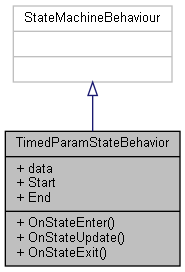 StateMachineBehaviour
TimedParamStateBehavior
+ data
+ Start
+ End
+ OnStateEnter()
+ OnStateUpdate()
+ OnStateExit()